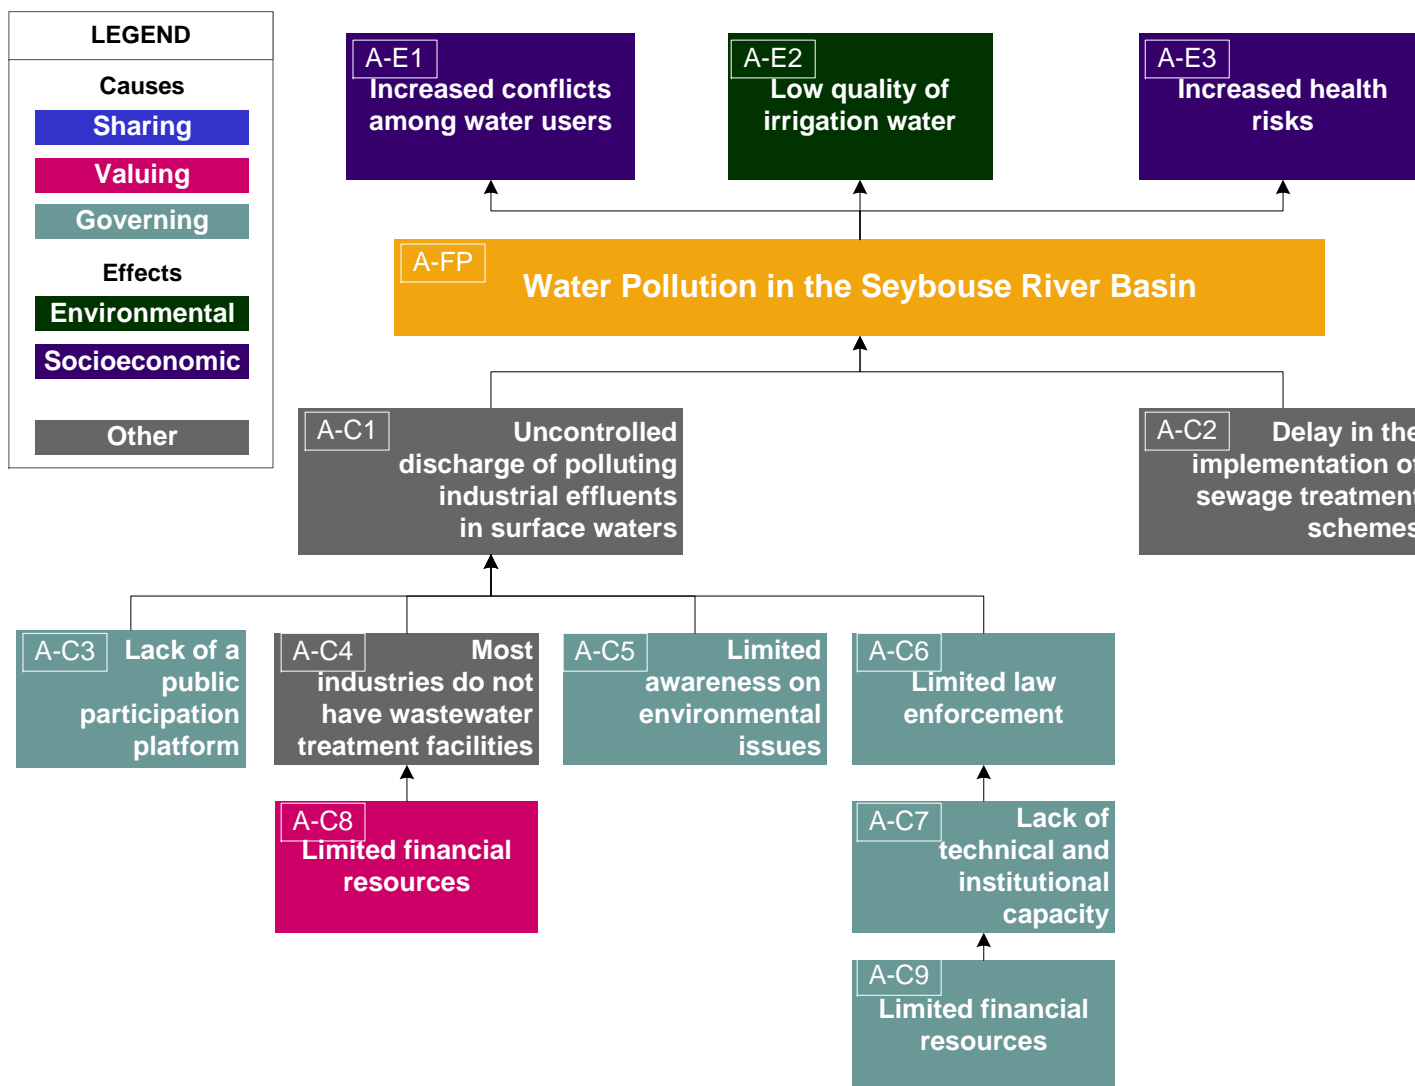 LEGEND
Causes
Sharing
Valuing
Governing
Effects
Environmental
Socioeconomic
Other
A-E1
Increased conflicts
among water users
A-E2
Low quality of
irrigation water
A-E3
Increased health
risks
A-FP
Water Pollution in the Seybouse River Basin
A-C1
Uncontrolled
discharge of polluting
industrial effluents
in surface waters
A-C2
Delay in the
implementation of
sewage treatment
schemes
A-C3
Lack of a
public
participation
platform
A-C4
Most
industries do not
have wastewater
treatment facilities
A-C5
Limited
awareness on
environmental
issues
A-C6
Limited law
enforcement
A-C8
Limited financial
resources
A-C7
Lack of
technical and
institutional
capacity
A-C9
Limited financial
resources